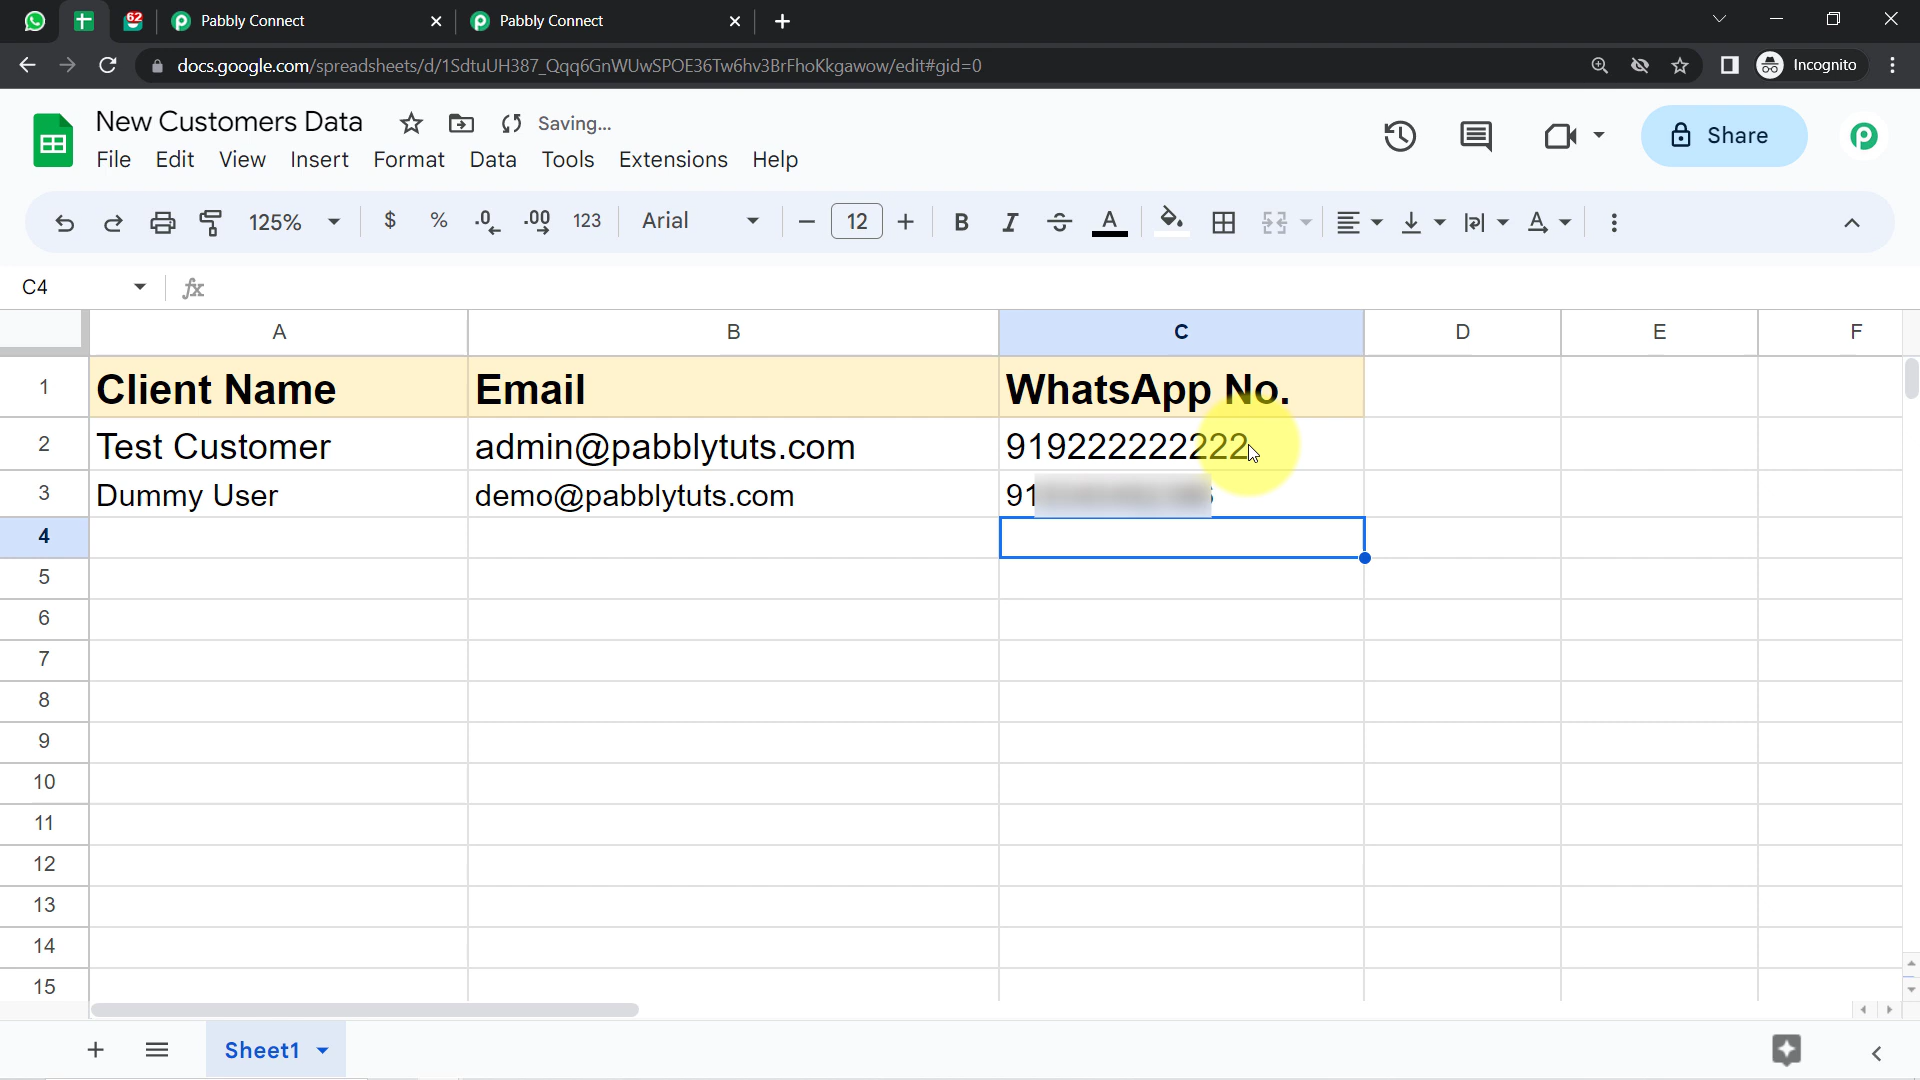 62
Pabbly Connect
Pabbly Connect
docs.google.com/spreadsheets/d/1SdtuUH387_Qqq6GnWUwSPOE36Tw6hv3BrFhoKkgawow/edit#gid=0
Incognito
New Customers Data
Saving...
File Edit View Insert Format Data Tools Extensions Help
Share
125%
$ % .0 .00 123
Arial
12
B I A A
C4
fx
A B C D E F
1 Client Name Email WhatsApp No.
2 Test Customer admin@pabblytuts.com 919222222222
3 Dummy User demo@pabblytuts.com 91
4
5
6
7
8
9
10
11
12
13
14
15
Sheet1